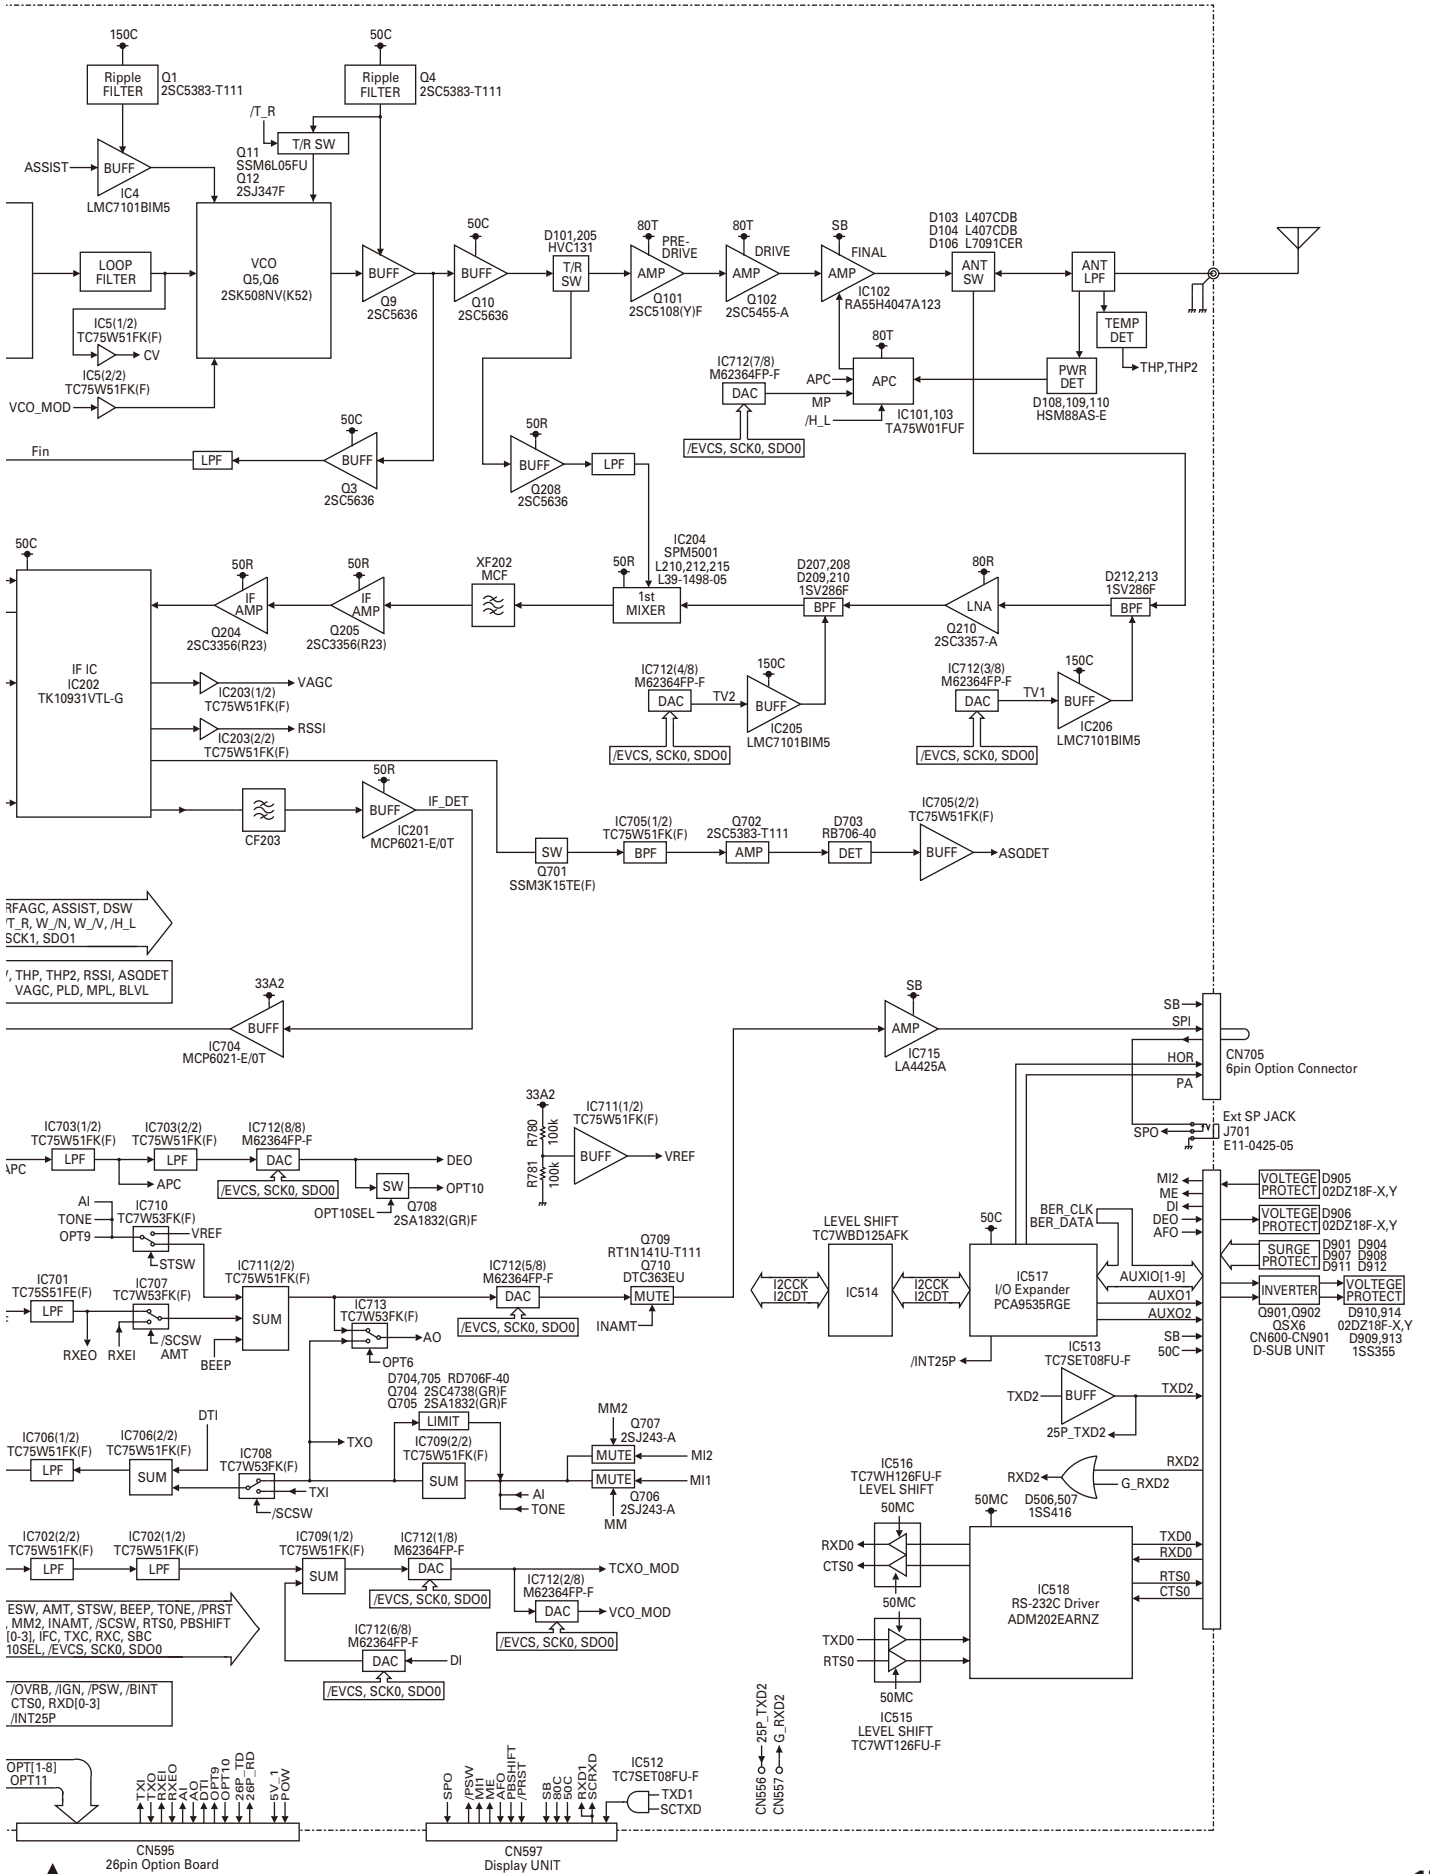 150C
50C
Ripple
FILTER
Q1
2SC5383-T111
Ripple
FILTER
Q4
2SC5383-T111
/T_R
T/R SW
Q11
SSM6L05FU
Q12
2SJ347F
ASSIST
BUFF
IC4
LMC7101BIM5
LOOP
FILTER
VCO
Q5,Q6
2SK508NV(K52)
IC5(1/2)
TC75W51FK(F)
CV
IC5(2/2)
TC75W51FK(F)
VCO_MOD
BUFF
Q9
2SC5636
50C
BUFF
Q10
2SC5636
D101,205
HVC131
T/R
SW
80T
PRE-
DRIVE
AMP
Q101
2SC5108(Y)F
80T
DRIVE
AMP
Q102
2SC5455-A
SB
FINAL
AMP
IC102
RA55H4047A123
D103 L407CDB
D104 L407CDB
D106 L7091CER
ANT
SW
ANT
LPF
TEMP
DET
THP,THP2
PWR
DET
D108,109,110
HSM88AS-E
80T
APC
IC101,103
TA75W01FUF
IC712(7/8)
M62364FP-F
DAC
APC
MP
/H_L
/EVCS, SCK0, SDO0
Fin
LPF
50C
BUFF
Q3
2SC5636
50R
BUFF
Q208
2SC5636
LPF
50C
50R
IF
AMP
Q204
2SC3356(R23)
50R
IF
AMP
Q205
2SC3356(R23)
XF202
MCF
50R
IC204
SPM5001
L210,212,215
L39-1498-05
1st
MIXER
D207,208
D209,210
1SV286F
BPF
80R
LNA
Q210
2SC3357-A
D212,213
1SV286F
BPF
IF IC
IC202
TK10931VTL-G
VAGC
IC203(1/2)
TC75W51FK(F)
RSSI
IC203(2/2)
TC75W51FK(F)
IC712(4/8)
M62364FP-F
DAC
TV2
150C
BUFF
IC205
LMC7101BIM5
/EVCS, SCK0, SDO0
IC712(3/8)
M62364FP-F
DAC
TV1
150C
BUFF
IC206
LMC7101BIM5
/EVCS, SCK0, SDO0
CF203
50R
BUFF
IF_DET
IC201
MCP6021-E/0T
SW
Q701
SSM3K15TE(F)
IC705(1/2)
TC75W51FK(F)
BPF
Q702
2SC5383-T111
AMP
D703
RB706-40
DET
IC705(2/2)
TC75W51FK(F)
BUFF
ASQDET
RFAGC, ASSIST, DSW
/T_R, W_/N, W_/V, /H_L
SCK1, SDO1
, THP, THP2, RSSI, ASQDET
VAGC, PLD, MPL, BLVL
33A2
BUFF
IC704
MCP6021-E/0T
SB
AMP
IC715
LA4425A
SB
SPI
HOR
PA
CN705
6pin Option Connector
Ext SP JACK
SPO
J701
E11-0425-05
APC
IC703(1/2)
TC75W51FK(F)
LPF
IC703(2/2)
TC75W51FK(F)
LPF
IC712(8/8)
M62364FP-F
DAC
DEO
APC
/EVCS, SCK0, SDO0
SW
OPT10
OPT10SEL
Q708
2SA1832(GR)F
33A2
R780
100k
R781
100k
IC711(1/2)
TC75W51FK(F)
BUFF
VREF
MI2
ME
DI
DEO
AFO
VOLTEGE
PROTECT
D905
02DZ18F-X,Y
VOLTEGE
PROTECT
D906
02DZ18F-X,Y
SURGE
PROTECT
D901 D904
D907 D908
D911 D912
INVERTER
VOLTEGE
PROTECT
Q901,Q902
QSX6
CN600-CN901
D-SUB UNIT
D910,914
02DZ18F-X,Y
D909,913
1SS355
AI
TONE
OPT9
IC710
TC7W53FK(F)
VREF
STSW
IC701
TC75S51FE(F)
LPF
IC707
TC7W53FK(F)
RXEO
RXEI
/SCSW
AMT
BEEP
IC711(2/2)
TC75W51FK(F)
SUM
IC713
TC7W53FK(F)
AO
OPT6
IC712(5/8)
M62364FP-F
DAC
/EVCS, SCK0, SDO0
Q709
RT1N141U-T111
Q710
DTC363EU
MUTE
INAMT
LEVEL SHIFT
TC7WBD125AFK
I2CCK
I2CDT
IC514
I2CCK
I2CDT
50C
IC517
I/O Expander
PCA9535RGE
BER_CLK
BER_DATA
AUXIO[1-9]
AUXO1
AUXO2
SB
50C
/INT25P
IC513
TC7SET08FU-F
TXD2
BUFF
TXD2
25P_TXD2
RXD2
RXD2
G_RXD2
D506,507
1SS416
IC706(1/2)
TC75W51FK(F)
LPF
IC706(2/2)
TC75W51FK(F)
SUM
DTI
IC708
TC7W53FK(F)
TXI
/SCSW
TXO
D704,705 RD706F-40
Q704 2SC4738(GR)F
Q705 2SA1832(GR)F
LIMIT
IC709(2/2)
TC75W51FK(F)
SUM
AI
TONE
MM2
Q707
2SJ243-A
MUTE
MI2
MUTE
MI1
Q706
2SJ243-A
MM
IC516
TC7WH126FU-F
LEVEL SHIFT
50MC
RXD0
CTS0
50MC
TXD0
RTS0
50MC
IC515
LEVEL SHIFT
TC7WT126FU-F
50MC
IC518
RS-232C Driver
ADM202EARNZ
TXD0
RXD0
RTS0
CTS0
IC702(2/2)
TC75W51FK(F)
LPF
IC702(1/2)
TC75W51FK(F)
LPF
IC709(1/2)
TC75W51FK(F)
SUM
IC712(1/8)
M62364FP-F
DAC
TCXO_MOD
/EVCS, SCK0, SDO0
IC712(2/8)
M62364FP-F
DAC
VCO_MOD
/EVCS, SCK0, SDO0
IC712(6/8)
M62364FP-F
DAC
DI
/EVCS, SCK0, SDO0
ESW, AMT, STSW, BEEP, TONE, /PRST
, MM2, INAMT, /SCSW, RTS0, PBSHIFT
[0-3], IFC, TXC, RXC, SBC
10SEL, /EVCS, SCK0, SDO0
/OVRB, /IGN, /PSW, /BINT
CTS0, RXD[0-3]
/INT25P
OPT[1-8]
OPT11
TXI
TXO
RXEI
RXEO
AI
AO
DTI
OPT9
OPT10
26P_TD
26P_RD
5V_1
POW
CN595
26pin Option Board
SPO
/PSW
MI1
ME
AFO
PBSHIFT
/PRST
SB
80C
50C
RXD1
SCRXD
IC512
TC7SET08FU-F
TXD1
SCTXD
CN597
Display UNIT
CN556
25P_TXD2
CN557
G_RXD2